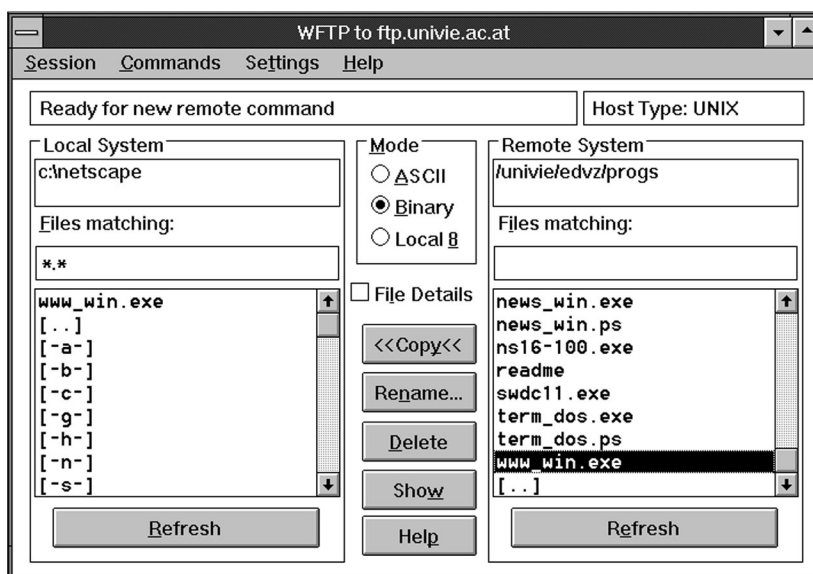 WFTP to ftp.univie.ac.at
Session Commands Settings Help
Ready for new remote command
Host Type: UNIX
Local System
c:\netscape
Files matching:
*.*
www_win.exe
[..]
[-a-]
[-b-]
[-c-]
[-g-]
[-h-]
[-n-]
[-s-]
Refresh
Mode
ASCII
Binary
Local 8
File Details
<<Copy<<
Rename...
Delete
Show
Help
Remote System
/univie/edvz/progs
Files matching:
news_win.exe
news_win.ps
ns16-100.exe
readme
swdc11.exe
term_dos.exe
term_dos.ps
www_win.exe
[..]
Refresh